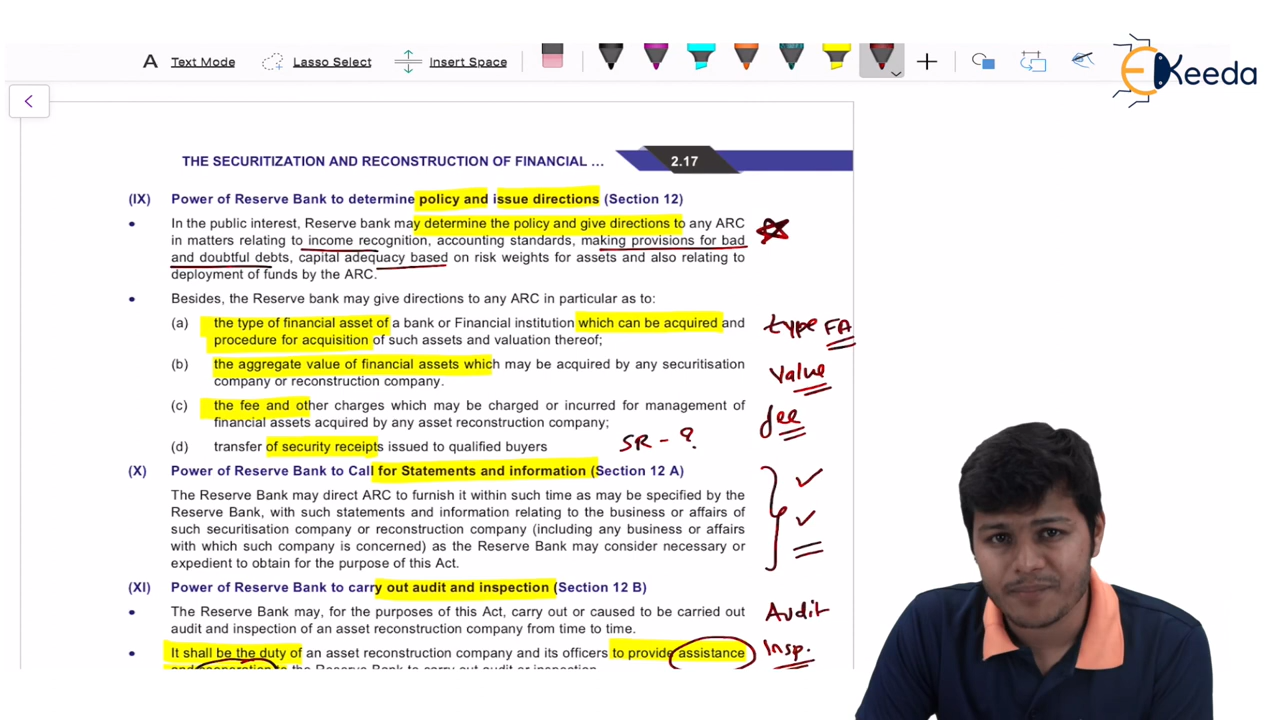 A Text Mode Lasso Select Insert Space
EKeeda
THE SECURITIZATION AND RECONSTRUCTION OF FINANCIAL ... 2.17
(IX) Power of Reserve Bank to determine policy and issue directions (Section 12)
• In the public interest, Reserve bank may determine the policy and give directions to any ARC
in matters relating to income recognition, accounting standards, making provisions for bad
and doubtful debts, capital adequacy based on risk weights for assets and also relating to
deployment of funds by the ARC.
• Besides, the Reserve bank may give directions to any ARC in particular as to:
(a) the type of financial asset of a bank or Financial institution which can be acquired and
procedure for acquisition of such assets and valuation thereof;
type FA
(b) the aggregate value of financial assets which may be acquired by any securitisation
company or reconstruction company.
Value
(c) the fee and other charges which may be charged or incurred for management of
financial assets acquired by any asset reconstruction company;
fee
(d) transfer of security receipts issued to qualified buyers SR - ?
(X) Power of Reserve Bank to Call for Statements and information (Section 12 A)
The Reserve Bank may direct ARC to furnish it within such time as may be specified by the
Reserve Bank, with such statements and information relating to the business or affairs of
such securitisation company or reconstruction company (including any business or affairs
with which such company is concerned) as the Reserve Bank may consider necessary or
expedient to obtain for the purpose of this Act.
(XI) Power of Reserve Bank to carry out audit and inspection (Section 12 B)
• The Reserve Bank may, for the purposes of this Act, carry out or caused to be carried out
audit and inspection of an asset reconstruction company from time to time.
Audit
• It shall be the duty of an asset reconstruction company and its officers to provide assistance
Insp.
and cooperation to the Reserve Bank to carry out audit or inspection.